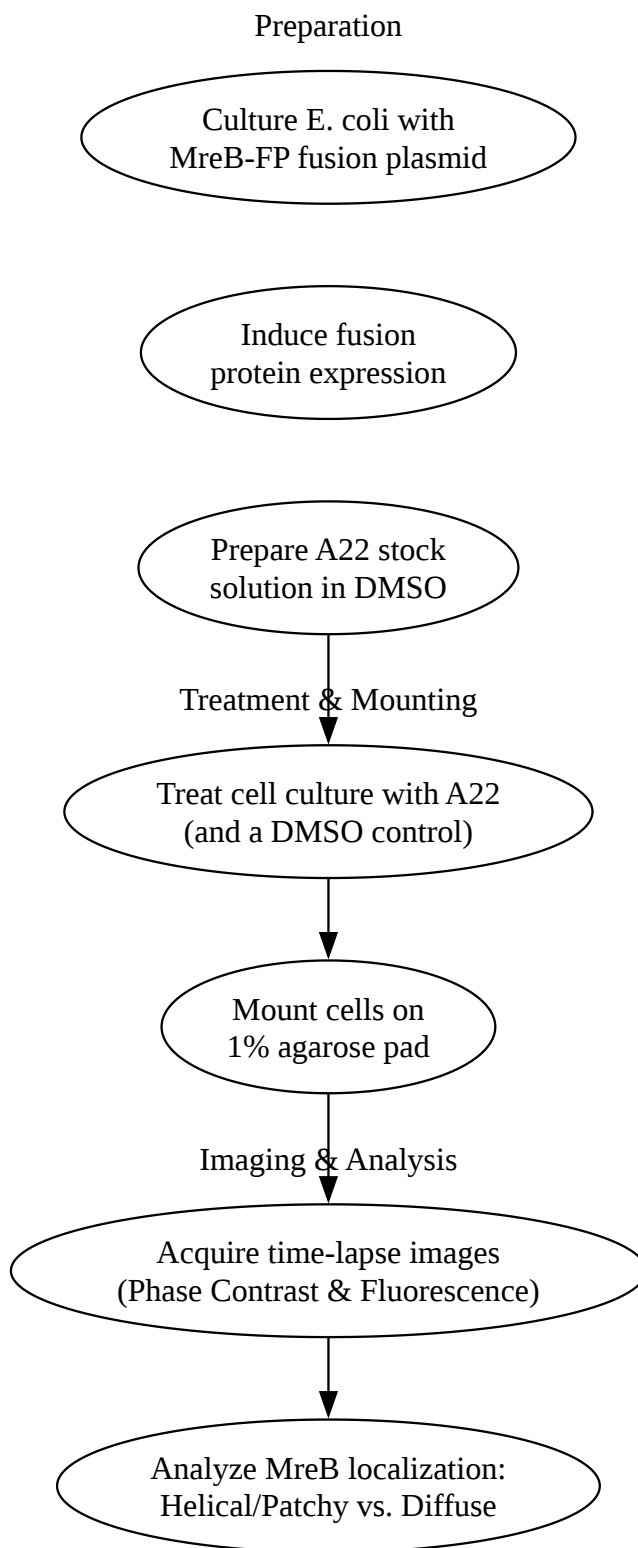 Preparation
Culture E. coli with
MreB-FP fusion plasmid
Induce fusion
protein expression
Prepare A22 stock
solution in DMSO
Treatment & Mounting
Treat cell culture with A22
(and a DMSO control)
Mount cells on
1% agarose pad
Imaging & Analysis
Acquire time-lapse images
(Phase Contrast & Fluorescence)
Analyze MreB localization:
Helical/Patchy vs. Diffuse